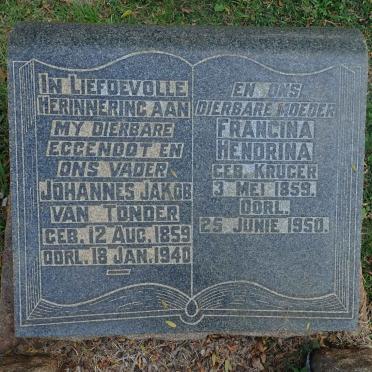 IN LIEFDEVOLLE
HERINNERING AAN
MY DIERBARE
EGGENOOT EN
ONS VADER
JOHANNES JAKOB
VAN TONDER
GEB. 12 AUG. 1859
OORL. 18 JAN. 1940
EN ONS
DIERBARE MOEDER
FRANCINA
HENDRINA
GEB. KRUGER
3 MEI 1859.
OORL.
25 JUNIE 1950.